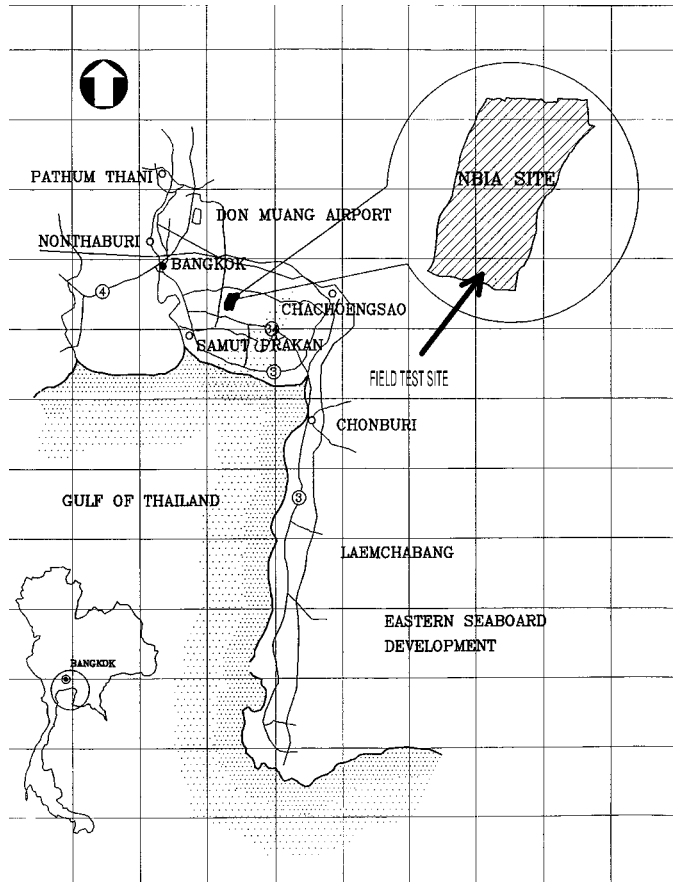 PATHUM THANI
NBIA SITE
DON MUANG AIRPORT
NONTHABURI
BANGKOK
4
CHACHOENGSAO
34
SAMUT PRAKAN
3
FIELD TEST SITE
CHONBURI
3
GULF OF THAILAND
LAEMCHABANG
EASTERN SEABOARD
DEVELOPMENT
BANGKOK